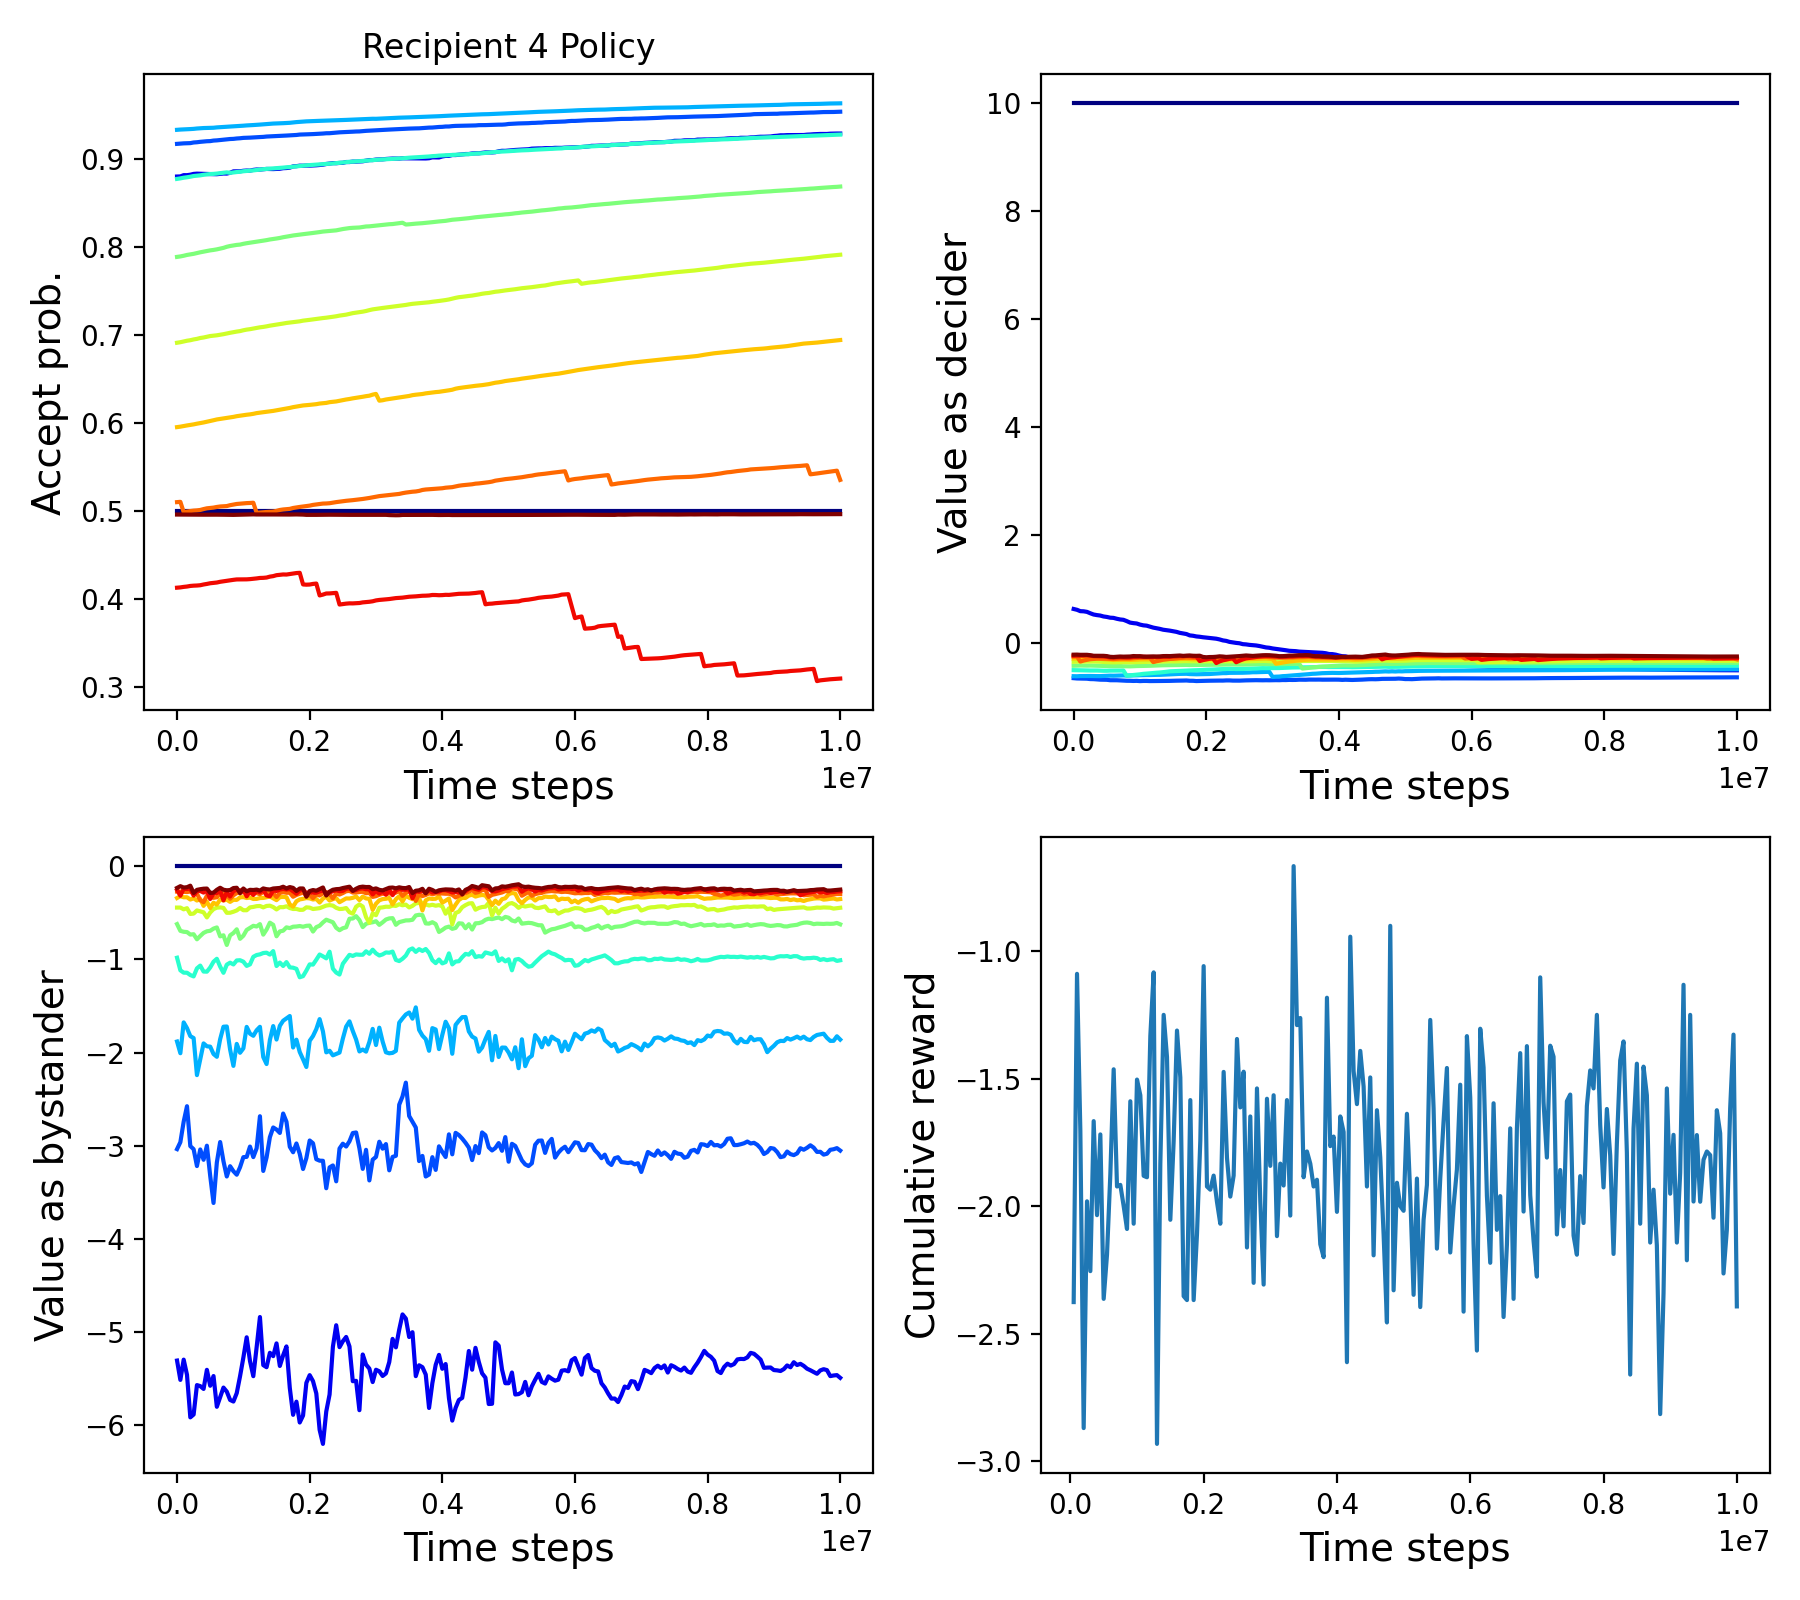 Recipient 4 Policy
Accept prob.
0.9
0.8
0.7
0.6
0.5
0.4
0.3
0.0 0.2 0.4 0.6 0.8 1.0
1e7
Time steps
Value as decider
10
8
6
4
2
0
0.0 0.2 0.4 0.6 0.8 1.0
1e7
Time steps
Value as bystander
0
−1
−2
−3
−4
−5
−6
0.0 0.2 0.4 0.6 0.8 1.0
1e7
Time steps
Cumulative reward
−1.0
−1.5
−2.0
−2.5
−3.0
0.0 0.2 0.4 0.6 0.8 1.0
1e7
Time steps